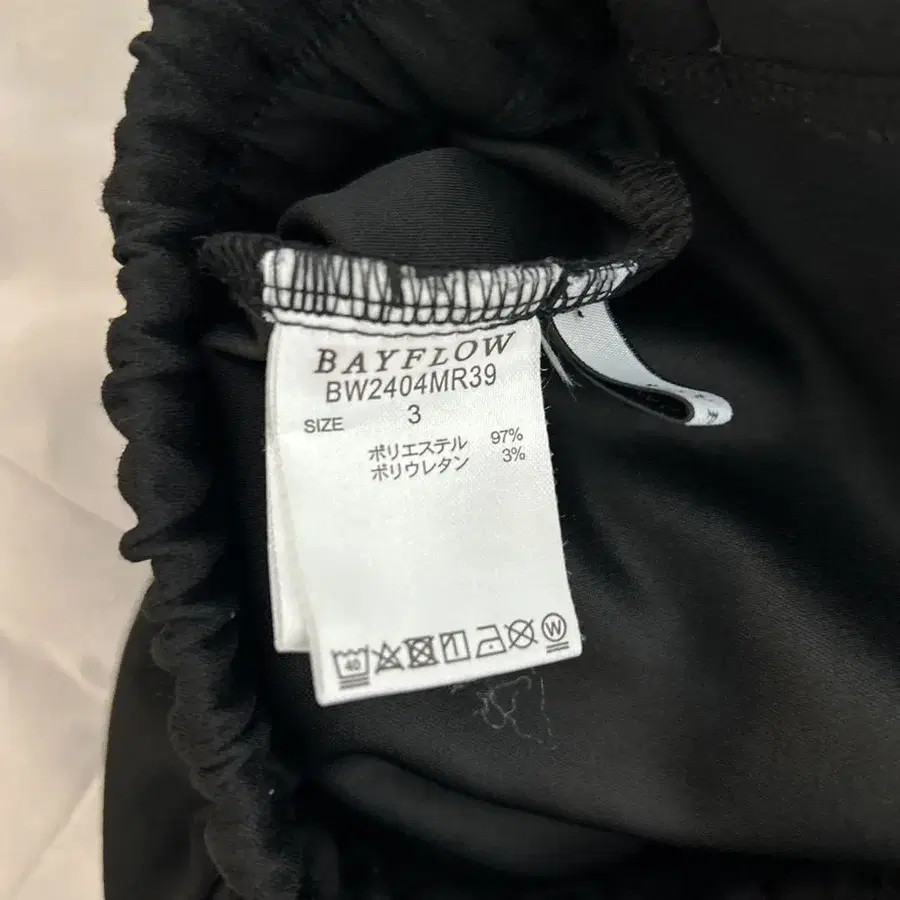 BAYFLOW
BW2404MR39
SIZE 3
ポリエステル 97%
ポリウレタン 3%
40 W